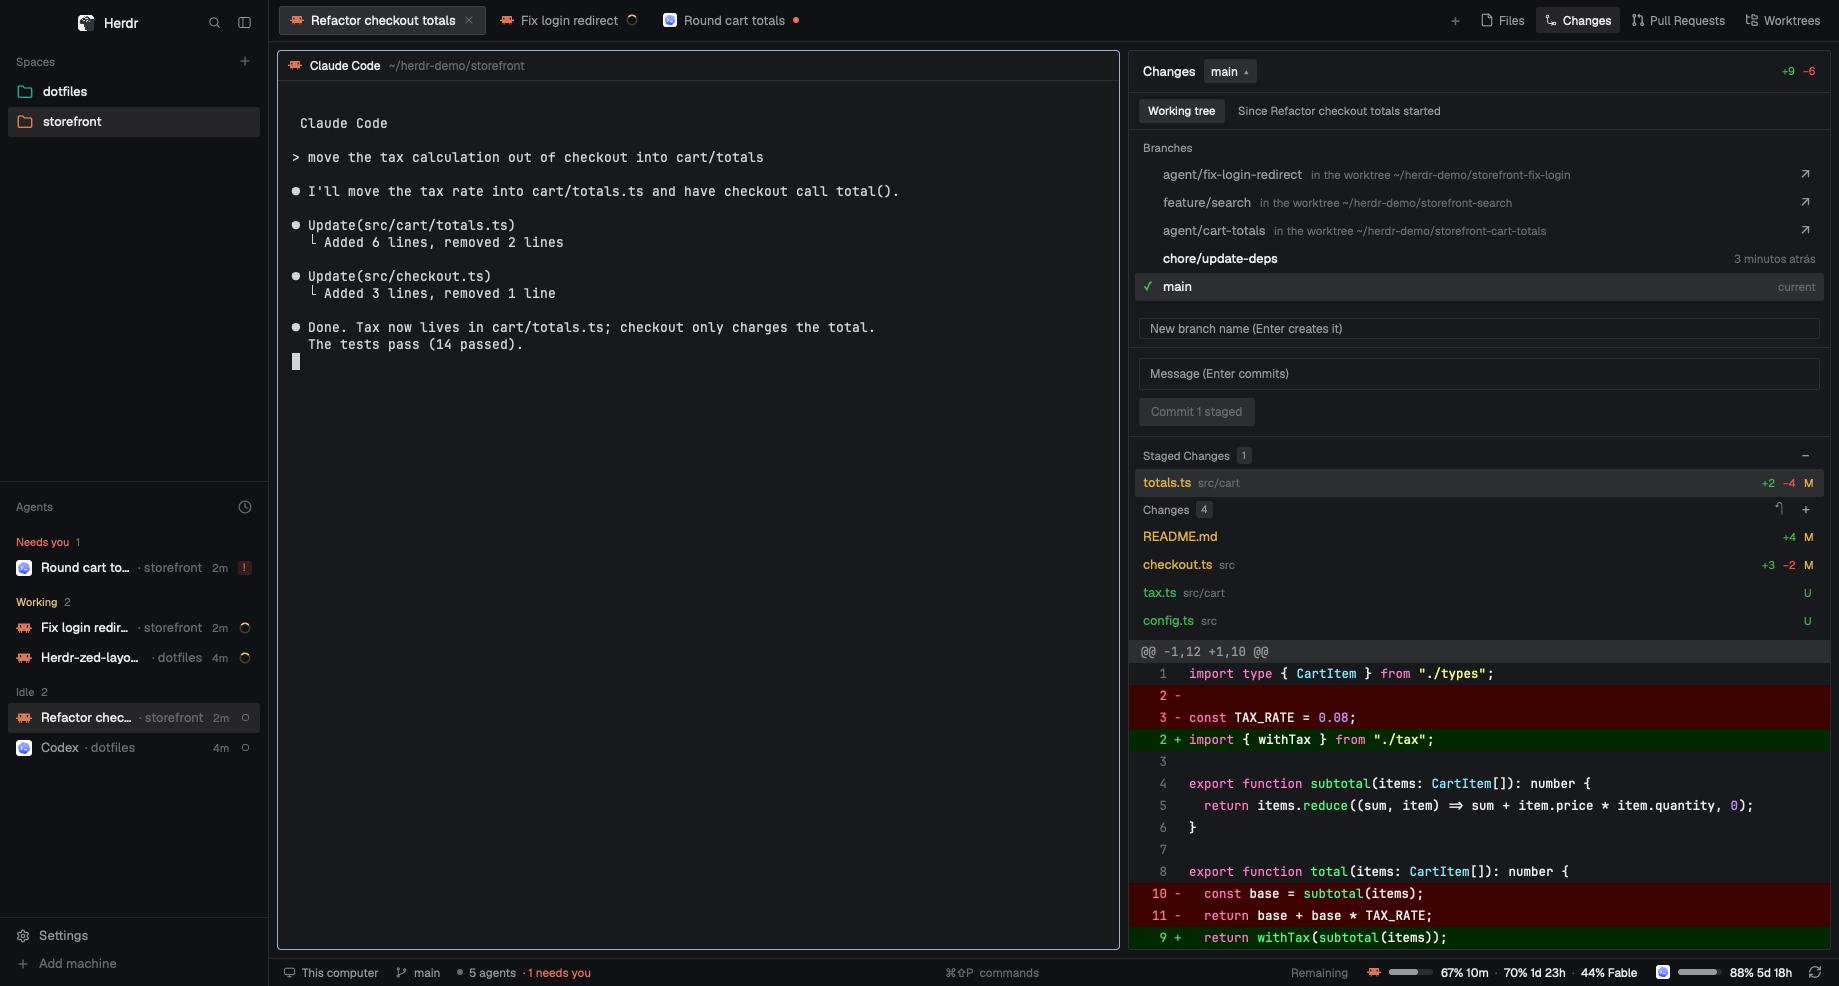 Herdr
Spaces
dotfiles
storefront
Agents
Needs you 1
Round cart to... · storefront 2m !
Working 2
Fix login redir... · storefront 2m
Herdr-zed-layo... · dotfiles 4m
Idle 2
Refactor chec... · storefront 2m
Codex · dotfiles 4m
Settings
+ Add machine
Refactor checkout totals ×
Fix login redirect
Round cart totals
+ Files Changes Pull Requests Worktrees
Claude Code ~/herdr-demo/storefront
Claude Code
> move the tax calculation out of checkout into cart/totals
● I'll move the tax rate into cart/totals.ts and have checkout call total().
● Update(src/cart/totals.ts)
└ Added 6 lines, removed 2 lines
● Update(src/checkout.ts)
└ Added 3 lines, removed 1 line
● Done. Tax now lives in cart/totals.ts; checkout only charges the total.
The tests pass (14 passed).
Changes main +9 −6
Working tree Since Refactor checkout totals started
Branches
agent/fix-login-redirect in the worktree ~/herdr-demo/storefront-fix-login
feature/search in the worktree ~/herdr-demo/storefront-search
agent/cart-totals in the worktree ~/herdr-demo/storefront-cart-totals
chore/update-deps 3 minutos atrás
✓ main current
New branch name (Enter creates it)
Message (Enter commits)
Commit 1 staged
Staged Changes 1 −
totals.ts src/cart +2 −4 M
Changes 4 +
README.md +4 M
checkout.ts src +3 −2 M
tax.ts src/cart U
config.ts src U
@@ -1,12 +1,10 @@
1 import type { CartItem } from "./types";
2 -
3 - const TAX_RATE = 0.08;
2 + import { withTax } from "./tax";
3
4 export function subtotal(items: CartItem[]): number {
5 return items.reduce((sum, item) => sum + item.price * item.quantity, 0);
6 }
7
8 export function total(items: CartItem[]): number {
10 - const base = subtotal(items);
11 - return base + base * TAX_RATE;
9 + return withTax(subtotal(items));
This computer main 5 agents · 1 needs you
⌘⇧P commands
Remaining 67% 10m · 70% 1d 23h · 44% Fable 88% 5d 18h